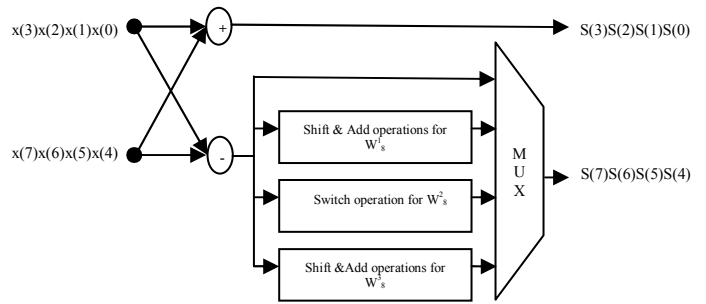 x(3)x(2)x(1)x(0)
+
S(3)S(2)S(1)S(0)
Shift & Add operations for
W¹₈
x(7)x(6)x(5)x(4)
-
M
U
X
S(7)S(6)S(5)S(4)
Switch operation for W²₈
Shift &Add operations for
W³₈